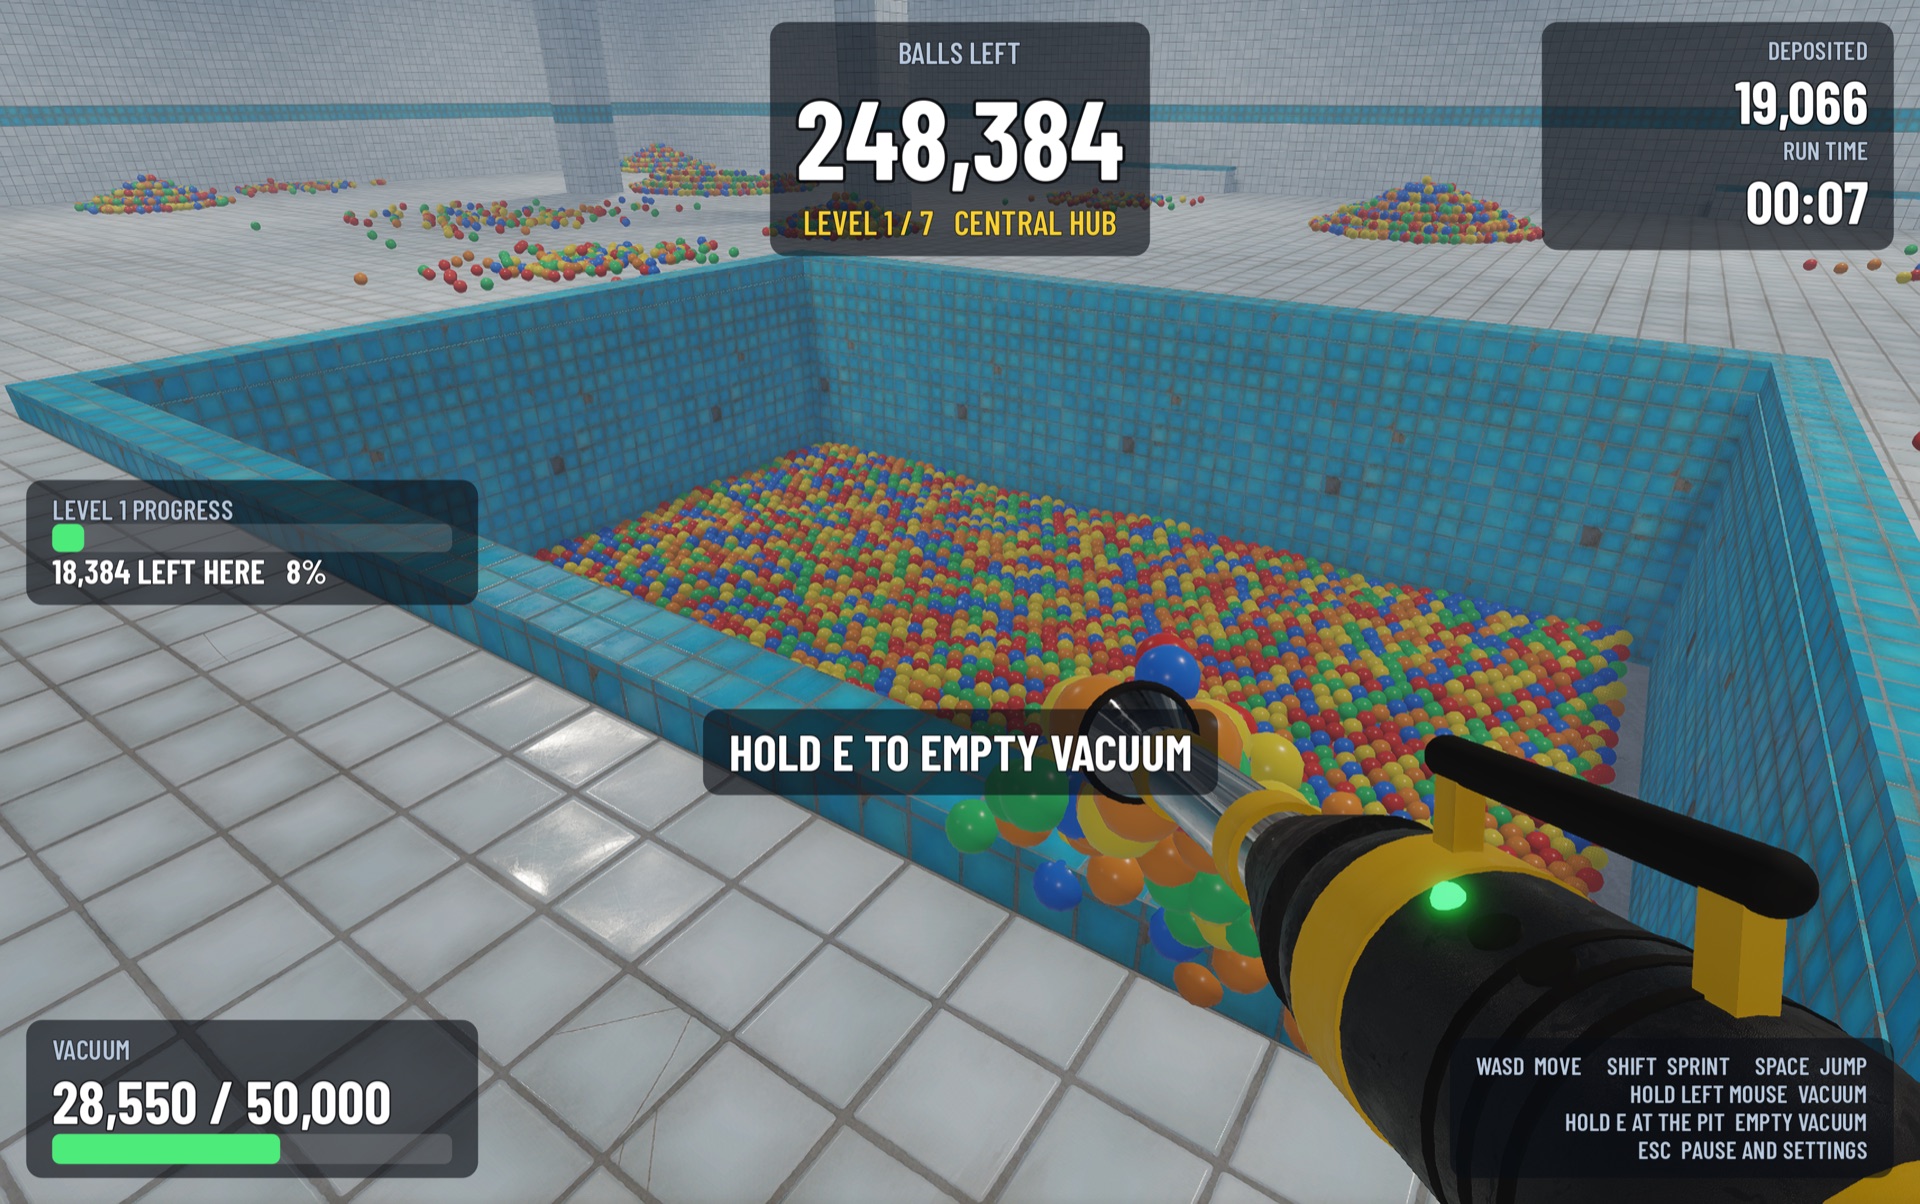 BALLS LEFT
248,384
LEVEL 1 / 7 CENTRAL HUB
DEPOSITED
19,066
RUN TIME
00:07
LEVEL 1 PROGRESS
18,384 LEFT HERE 8%
HOLD E TO EMPTY VACUUM
VACUUM
28,550 / 50,000
WASD MOVE SHIFT SPRINT SPACE JUMP
HOLD LEFT MOUSE VACUUM
HOLD E AT THE PIT EMPTY VACUUM
ESC PAUSE AND SETTINGS